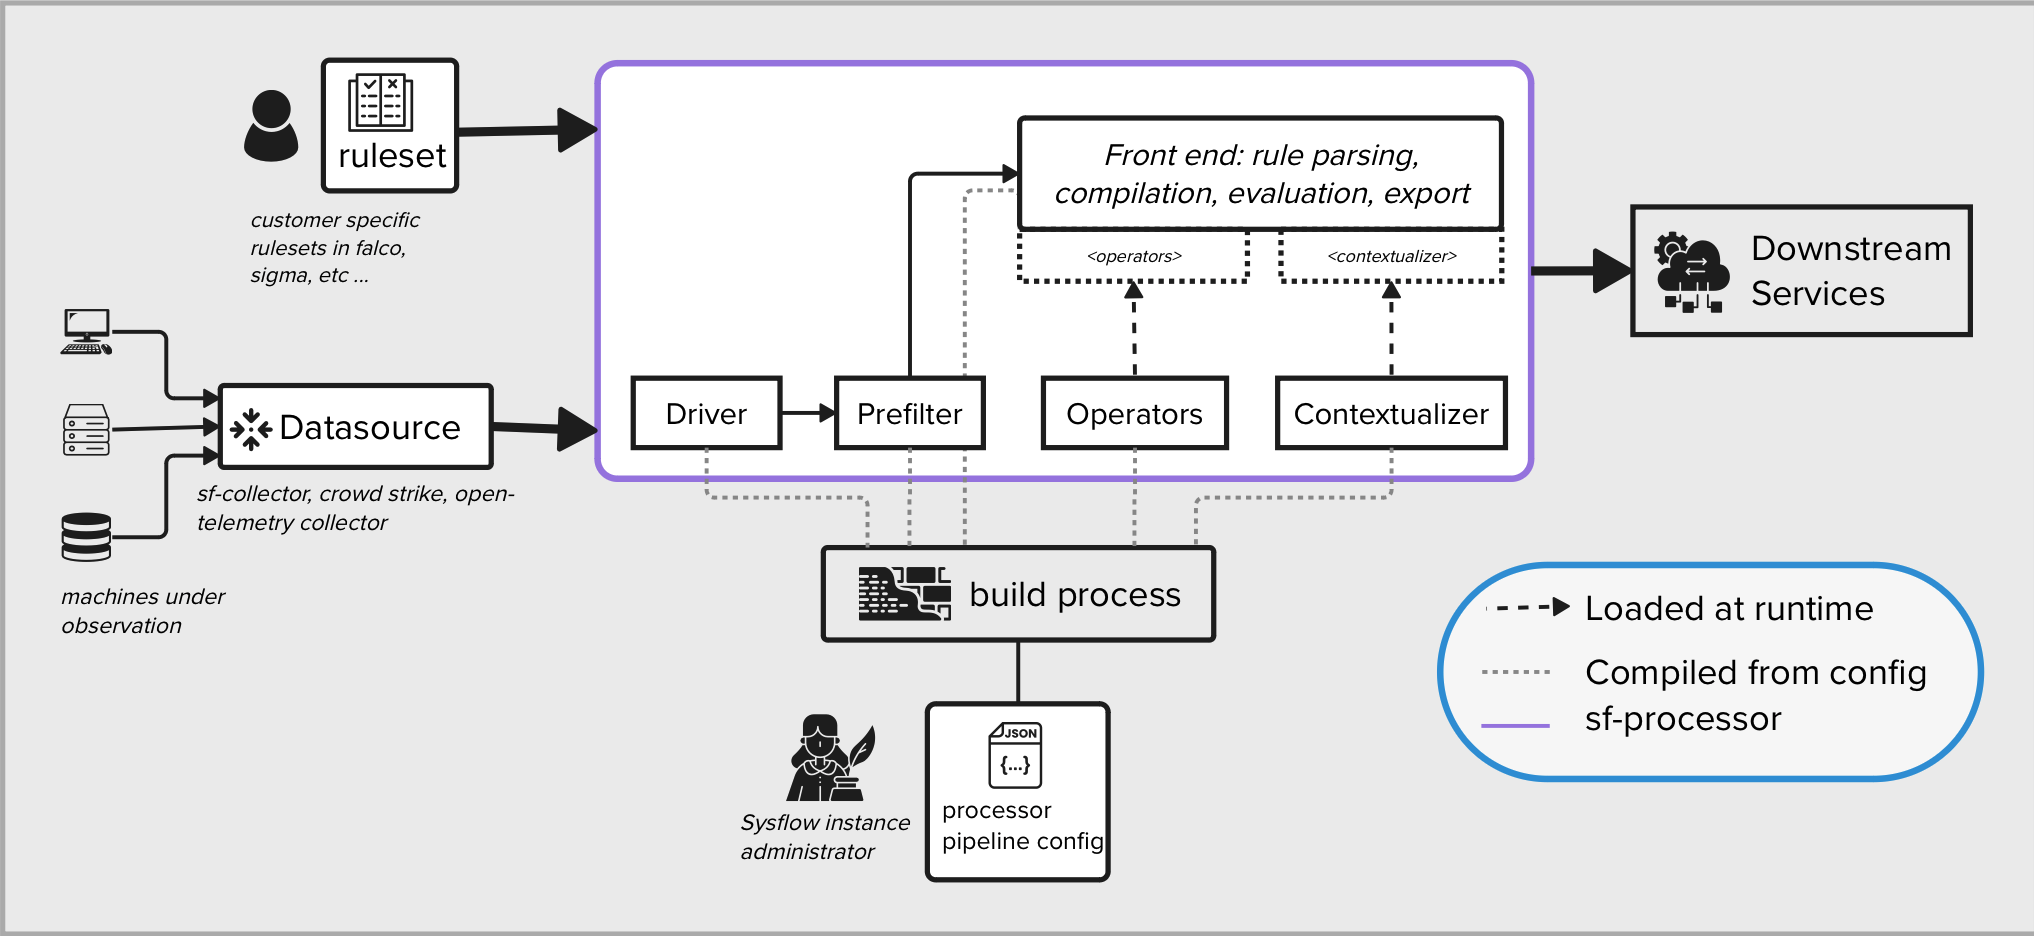 ruleset
customer specific
rulesets in falco,
sigma, etc ...
Front end: rule parsing,
compilation, evaluation, export
<operators>
<contextualizer>
Downstream
Services
Driver
Prefilter
Operators
Contextualizer
Datasource
sf-collector, crowd strike, open-
telemetry collector
machines under
observation
build process
Loaded at runtime
Compiled from config
sf-processor
JSON
{...}
processor
pipeline config
Sysflow instance
administrator